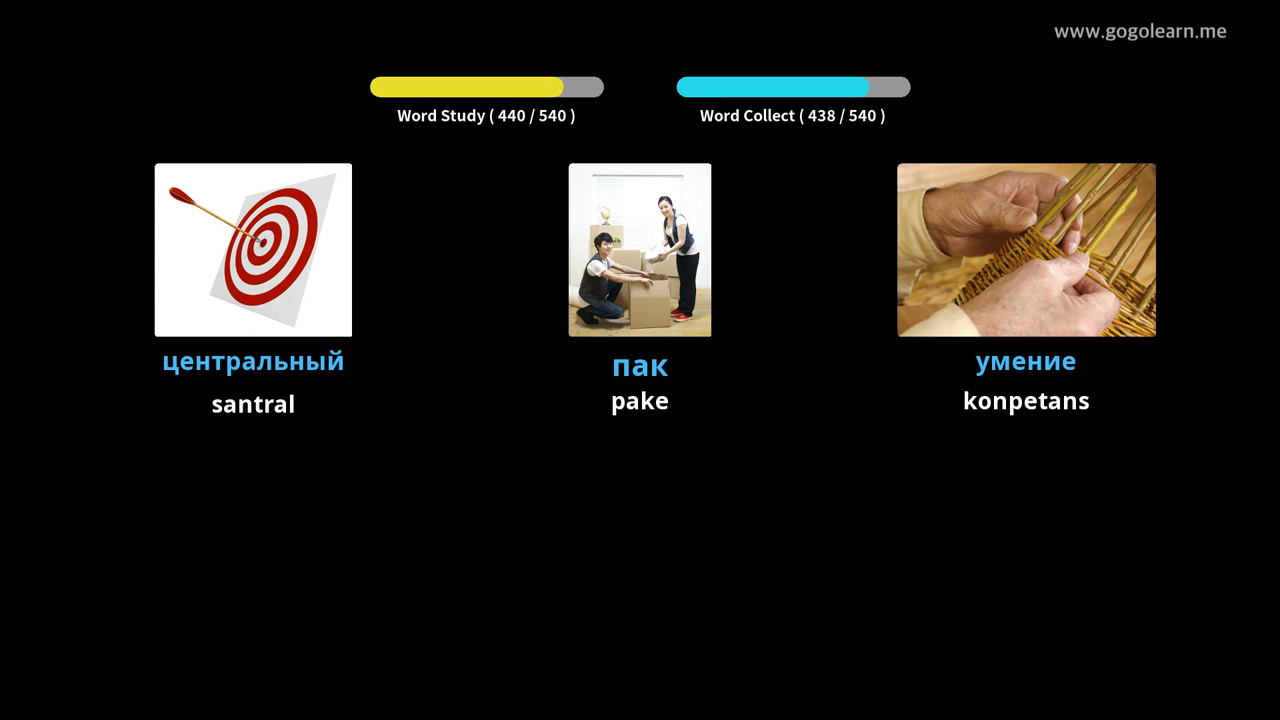 www.gogolearn.me
Word Study ( 440 / 540 )
Word Collect ( 438 / 540 )
центральный
santral
пак
pake
умение
konpetans